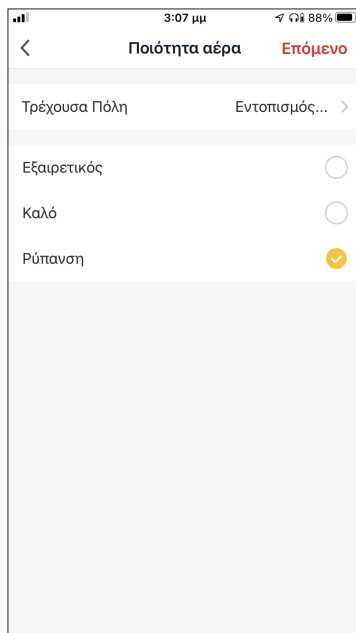 3:07 μμ 88%
Ποιότητα αέρα Επόμενο
Τρέχουσα Πόλη Εντοπισμός...
Εξαιρετικός
Καλό
Ρύπανση